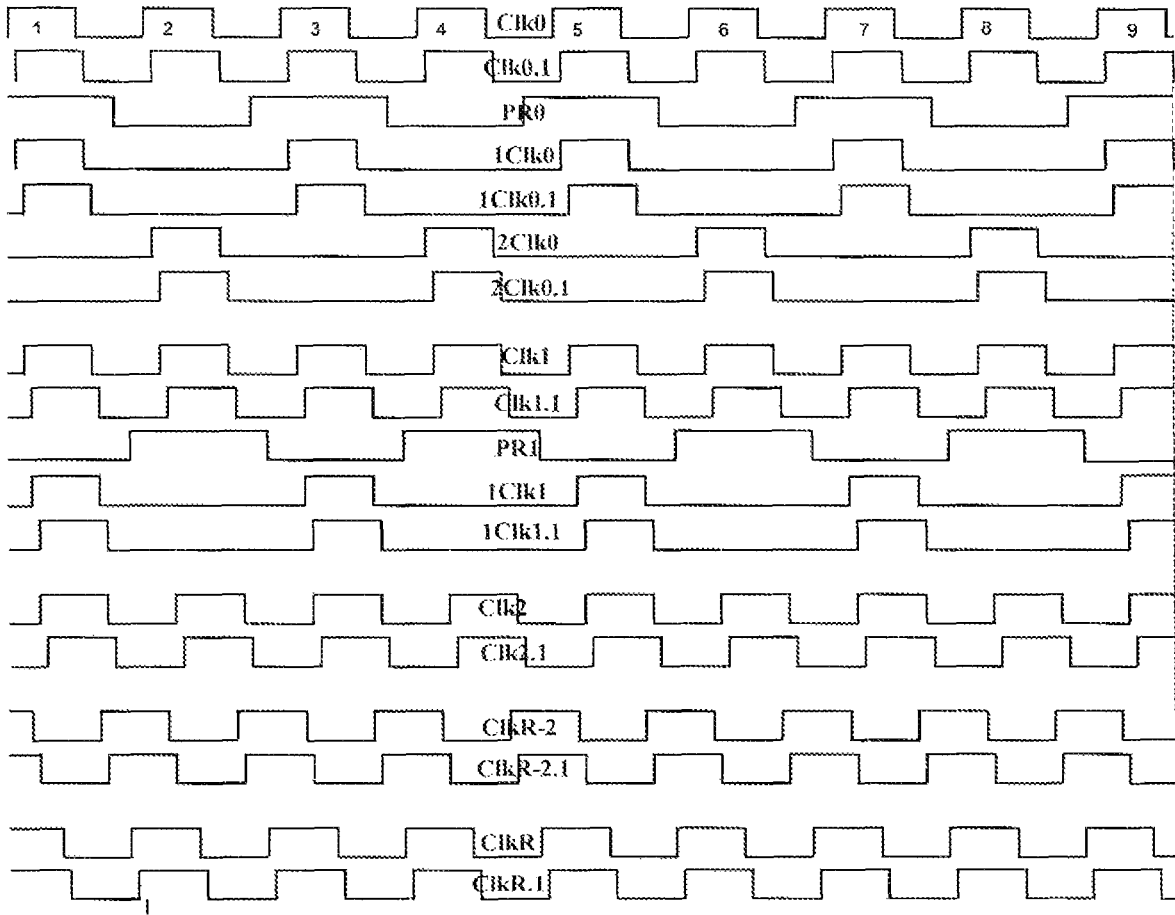 1 2 3 4 Clk0 5 6 7 8 9
Clk0.1
PR0
1Clk0
1Clk0.1
2Clk0
2Clk0.1
Clk1
Clk1.1
PR1
1Clk1
1Clk1.1
Clk2
Clk2.1
ClkR-2
ClkR-2.1
ClkR
ClkR.1